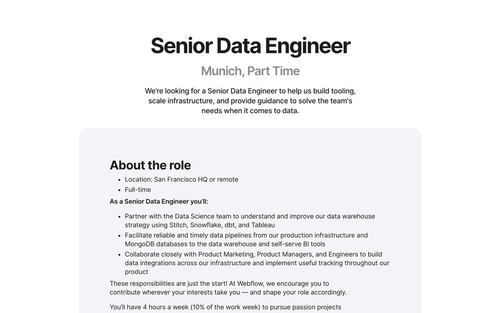 Senior Data Engineer
Munich, Part Time
We're looking for a Senior Data Engineer to help us build tooling,
scale infrastructure, and provide guidance to solve the team's
needs when it comes to data.
About the role
• Location: San Francisco HQ or remote
• Full-time
As a Senior Data Engineer you'll:
• Partner with the Data Science team to understand and improve our data warehouse
strategy using Stitch, Snowflake, dbt, and Tableau
• Facilitate reliable and timely data pipelines from our production infrastructure and
MongoDB databases to the data warehouse and self-serve BI tools
• Collaborate closely with Product Marketing, Product Managers, and Engineers to build
data integrations across our infrastructure and implement useful tracking throughout our
product
These responsibilities are just the start! At Webflow, we encourage you to
contribute wherever your interests take you — and shape your role accordingly.
You'll have 4 hours a week (10% of the work week) to pursue passion projects